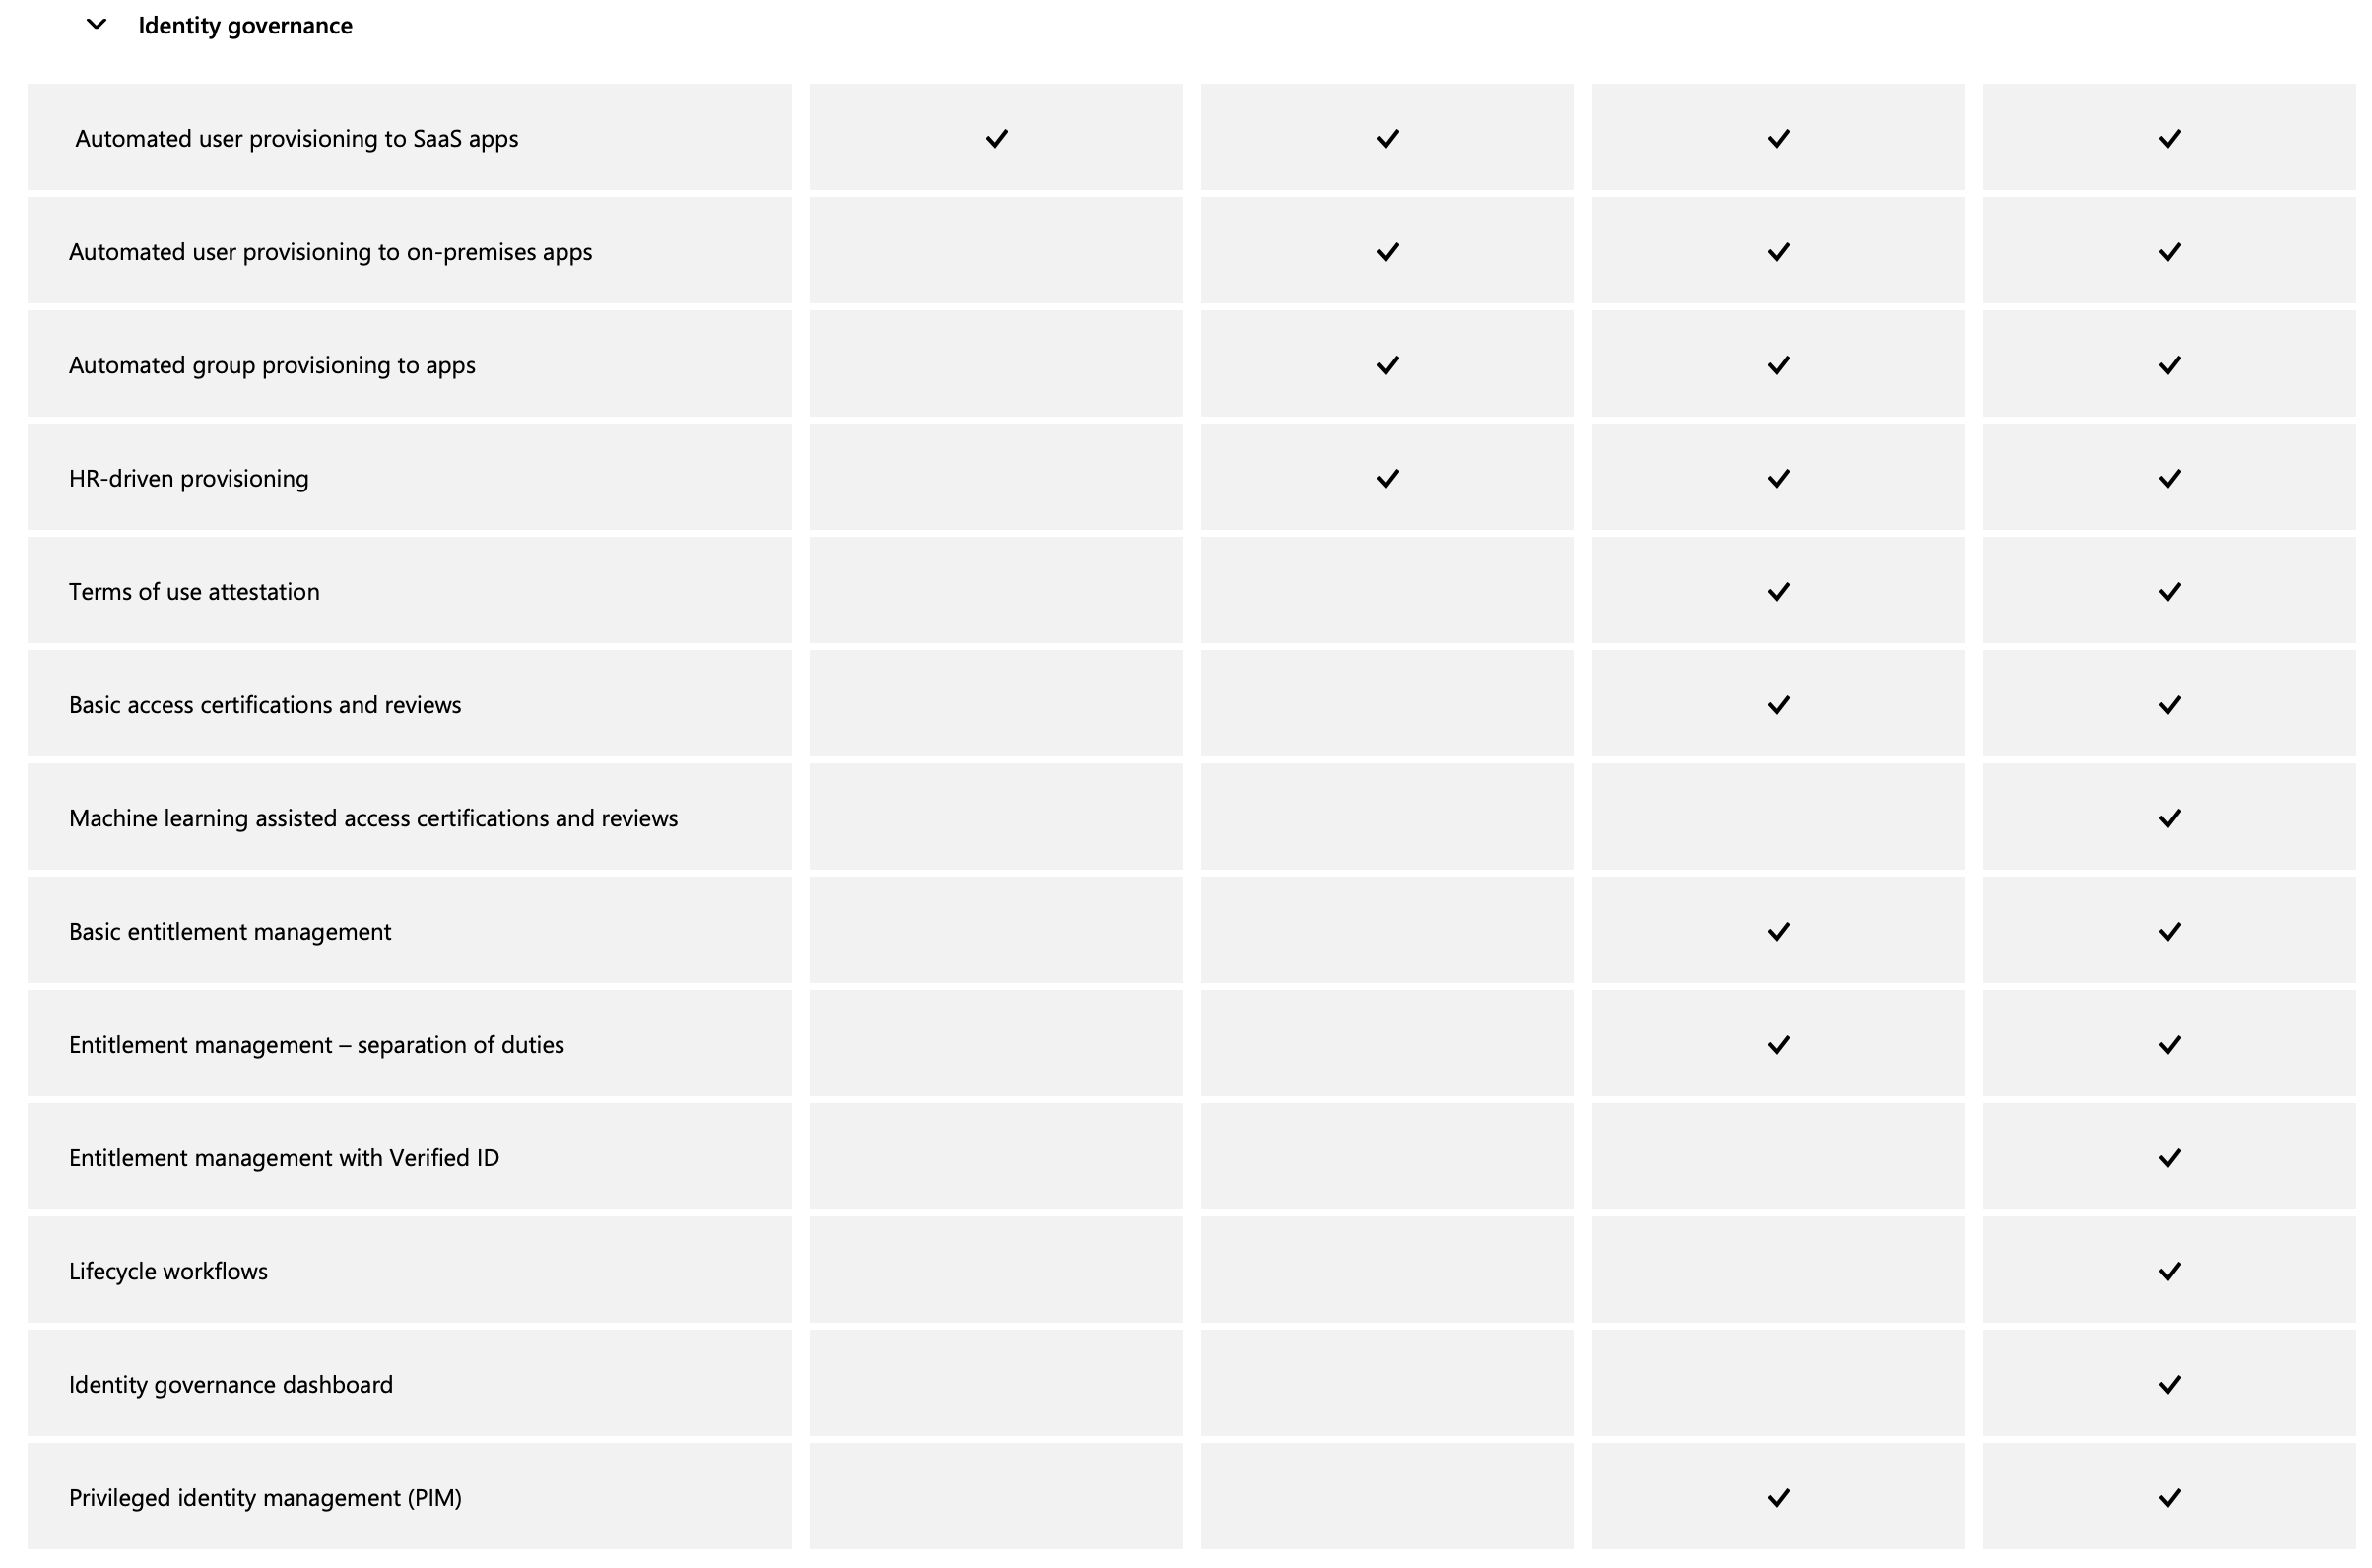 Identity governance
Automated user provisioning to SaaS apps
Automated user provisioning to on-premises apps
Automated group provisioning to apps
HR-driven provisioning
Terms of use attestation
Basic access certifications and reviews
Machine learning assisted access certifications and reviews
Basic entitlement management
Entitlement management – separation of duties
Entitlement management with Verified ID
Lifecycle workflows
Identity governance dashboard
Privileged identity management (PIM)